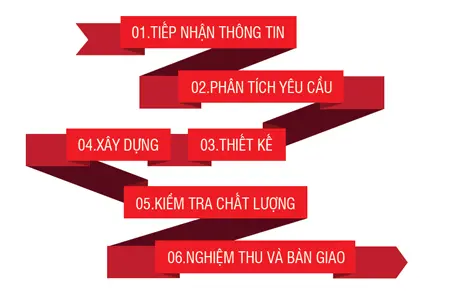 01.TIẾP NHẬN THÔNG TIN
02.PHÂN TÍCH YÊU CẦU
03.THIẾT KẾ
04.XÂY DỰNG
05.KIỂM TRA CHẤT LƯỢNG
06.NGHIỆM THU VÀ BÀN GIAO